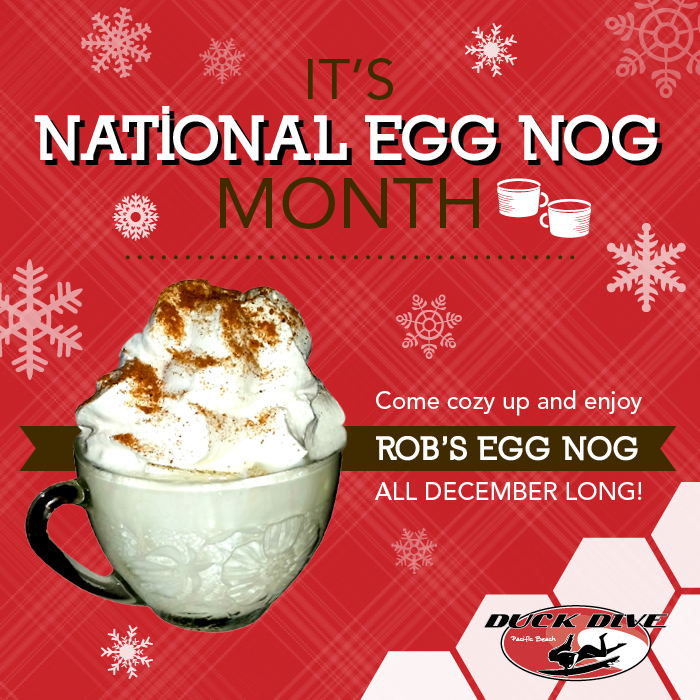 IT'S
NATIONAL EGG NOG
MONTH
Come cozy up and enjoy
ROB'S EGG NOG
ALL DECEMBER LONG!
DUCK DIVE
Pacific Beach